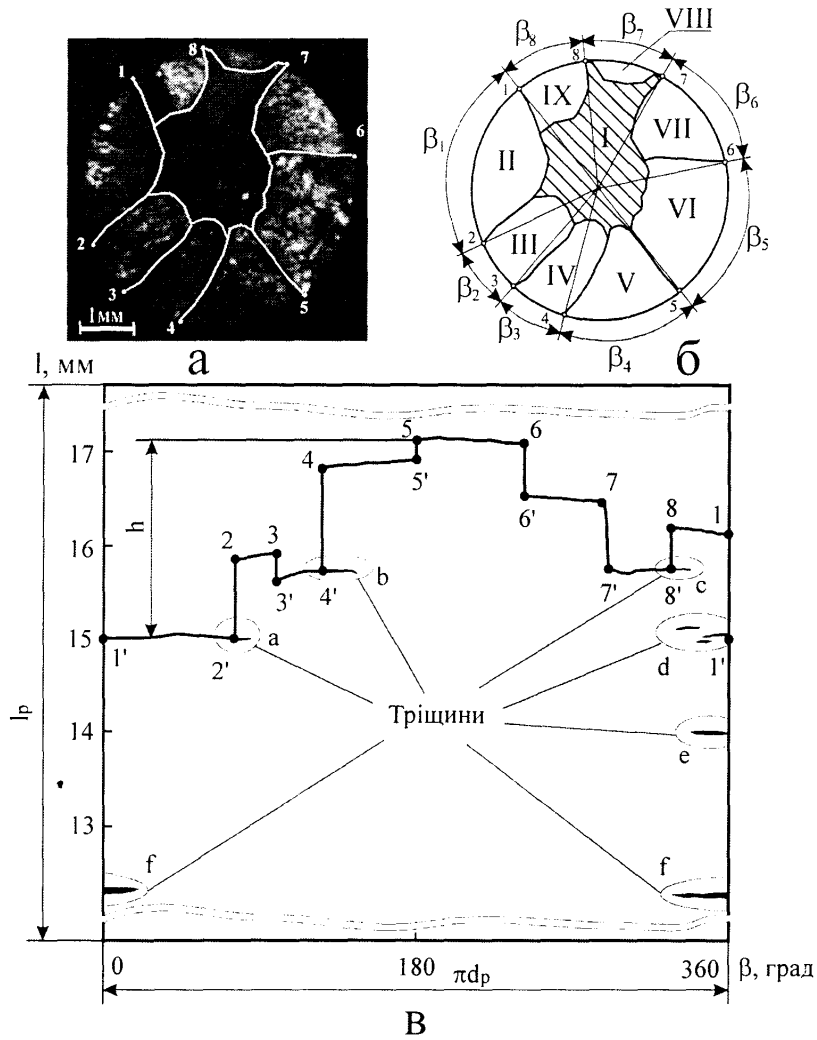 8
7
1
6
2
3
4
5
1мм
а
β₈
β₇
VIII
8
7
1
IX
I
VII
β₆
β₁
II
6
2
III
VI
β₅
3
IV
V
β₂
4
5
β₃
β₄
б
l, мм
17
16
15
14
13
lₚ
h
5
6
4
5'
6'
7
8
1
2
3
3'
4'
b
7'
8'
c
1'
2'
a
d
1'
Тріщини
e
f
f
0
180
360
β, град
πdₚ
в